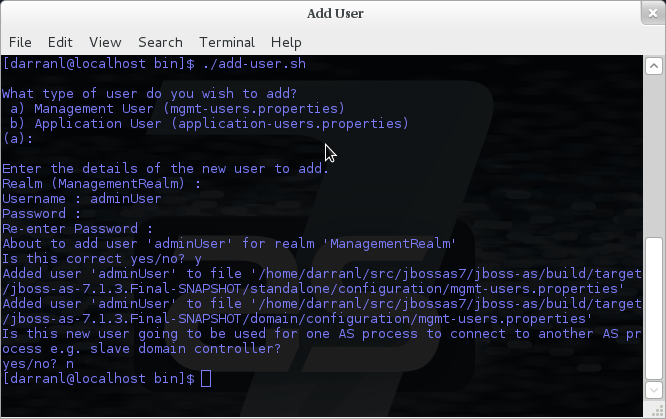 Add User
File Edit View Search Terminal Help
[darranl@localhost bin]$ ./add-user.sh
What type of user do you wish to add?
a) Management User (mgmt-users.properties)
b) Application User (application-users.properties)
(a):
Enter the details of the new user to add.
Realm (ManagementRealm) :
Username : adminUser
Password :
Re-enter Password :
About to add user 'adminUser' for realm 'ManagementRealm'
Is this correct yes/no? y
Added user 'adminUser' to file '/home/darranl/src/jbossas7/jboss-as/build/target
/jboss-as-7.1.3.Final-SNAPSHOT/standalone/configuration/mgmt-users.properties'
Added user 'adminUser' to file '/home/darranl/src/jbossas7/jboss-as/build/target
/jboss-as-7.1.3.Final-SNAPSHOT/domain/configuration/mgmt-users.properties'
Is this new user going to be used for one AS process to connect to another AS pr
ocess e.g. slave domain controller?
yes/no? n
[darranl@localhost bin]$